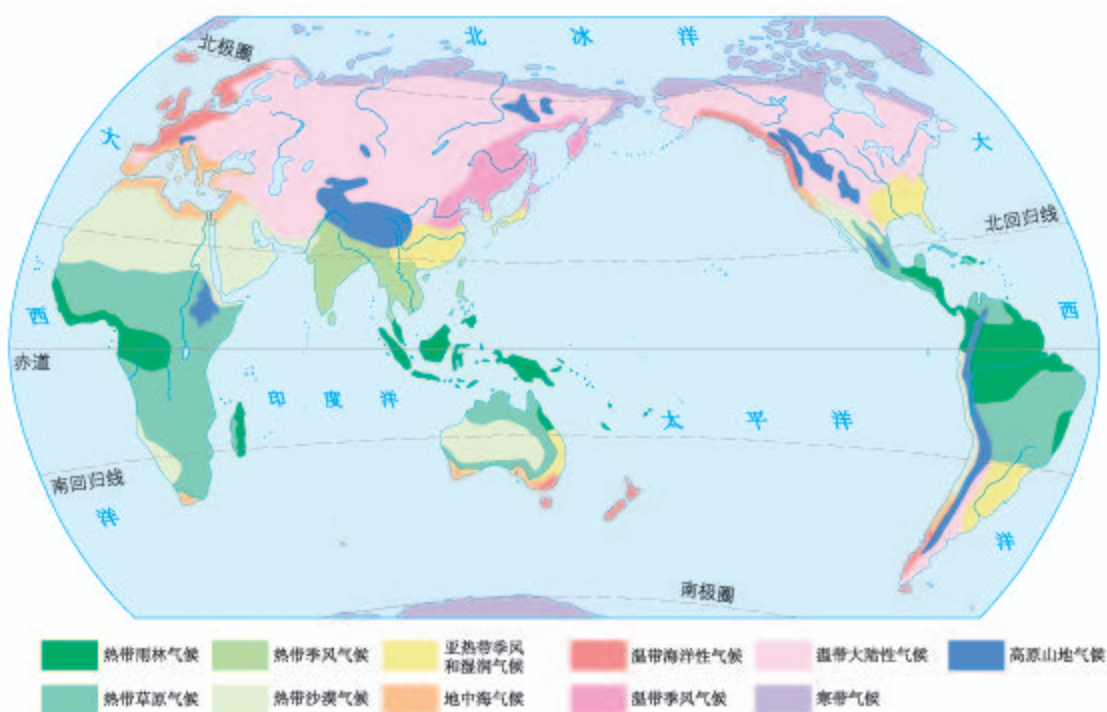 北冰洋
北极圈
大
大
北回归线
西
西
赤道
印度洋
太平洋
南回归线
洋
洋
南极圈
热带雨林气候
热带季风气候
亚热带季风
和湿润气候
温带海洋性气候
温带大陆性气候
高原山地气候
热带草原气候
热带沙漠气候
地中海气候
温带季风气候
寒带气候